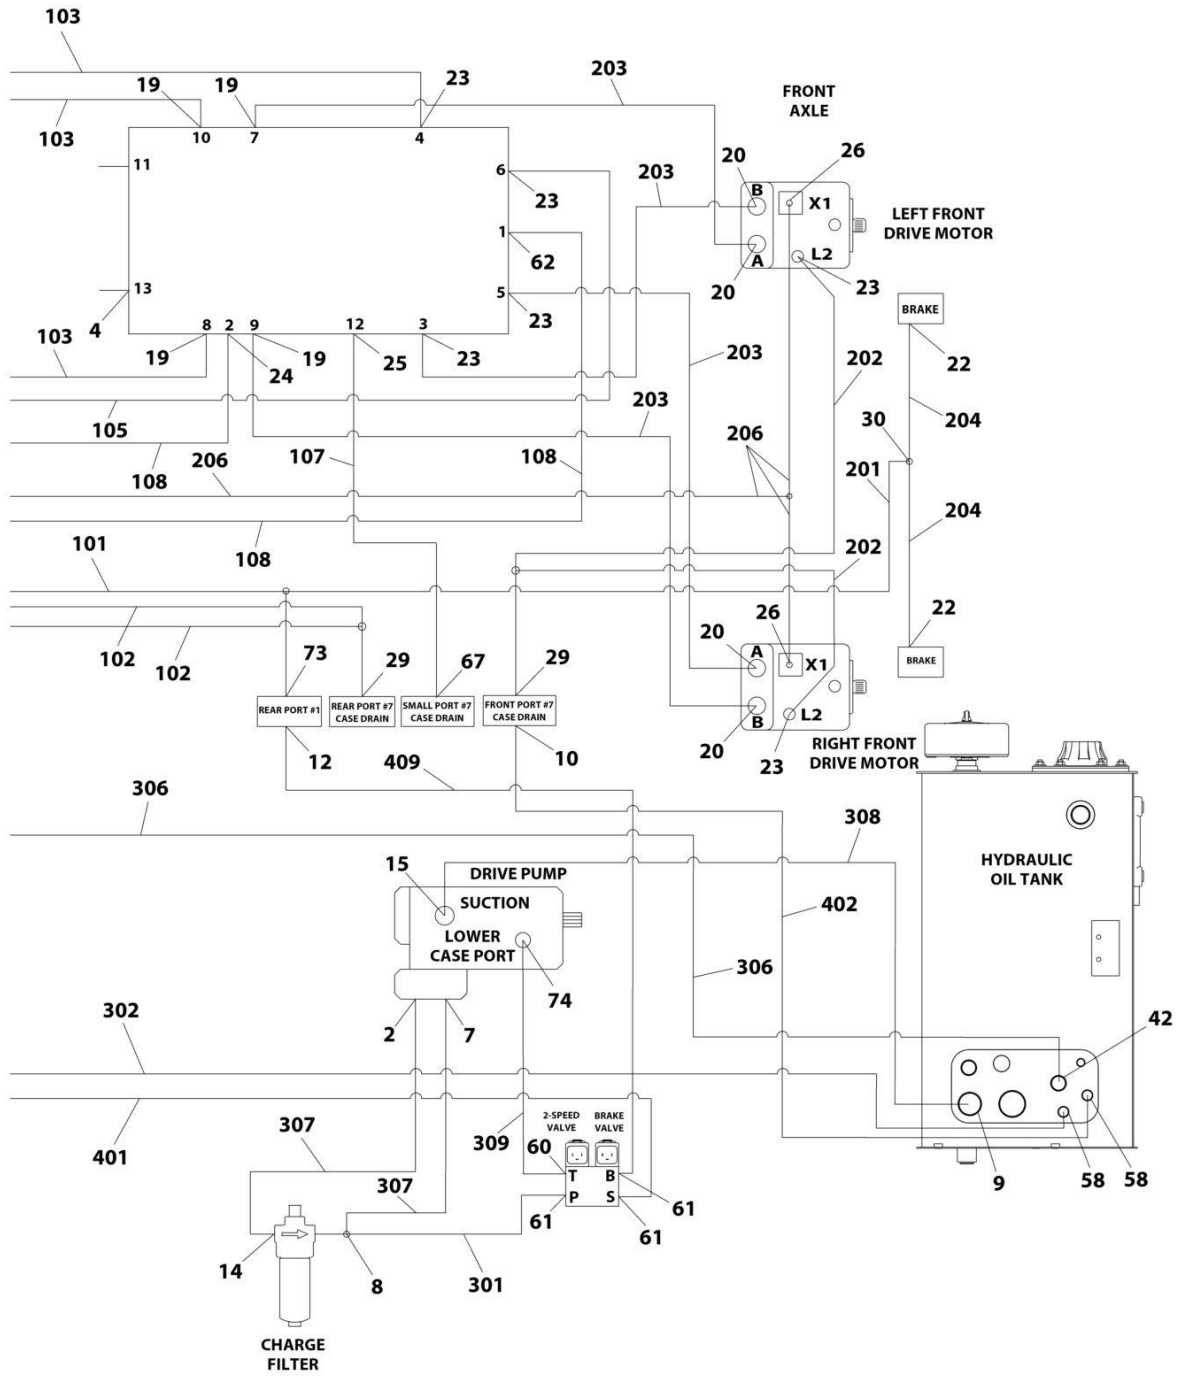 103
103
19
19
23
203
FRONT
AXLE
10
7
4
11
6
23
203
20
26
B
X1
LEFT FRONT
DRIVE MOTOR
1
62
A
L2
20
23
13
4
5
23
BRAKE
22
103
8
2
9
12
3
19
24
19
25
23
203
202
204
105
203
30
108
206
107
108
206
201
204
101
108
202
102
102
73
29
67
29
20
26
22
A
X1
BRAKE
REAR PORT #1
REAR PORT #7
CASE DRAIN
SMALL PORT #7
CASE DRAIN
FRONT PORT #7
CASE DRAIN
B
L2
20
23
RIGHT FRONT
DRIVE MOTOR
12
409
10
306
308
15
DRIVE PUMP
SUCTION
LOWER
CASE PORT
HYDRAULIC
OIL TANK
402
306
74
302
2
7
42
307
309
2-SPEED
VALVE
BRAKE
VALVE
401
60
T
B
P
S
307
61
61
61
9
58
58
14
8
301
CHARGE
FILTER